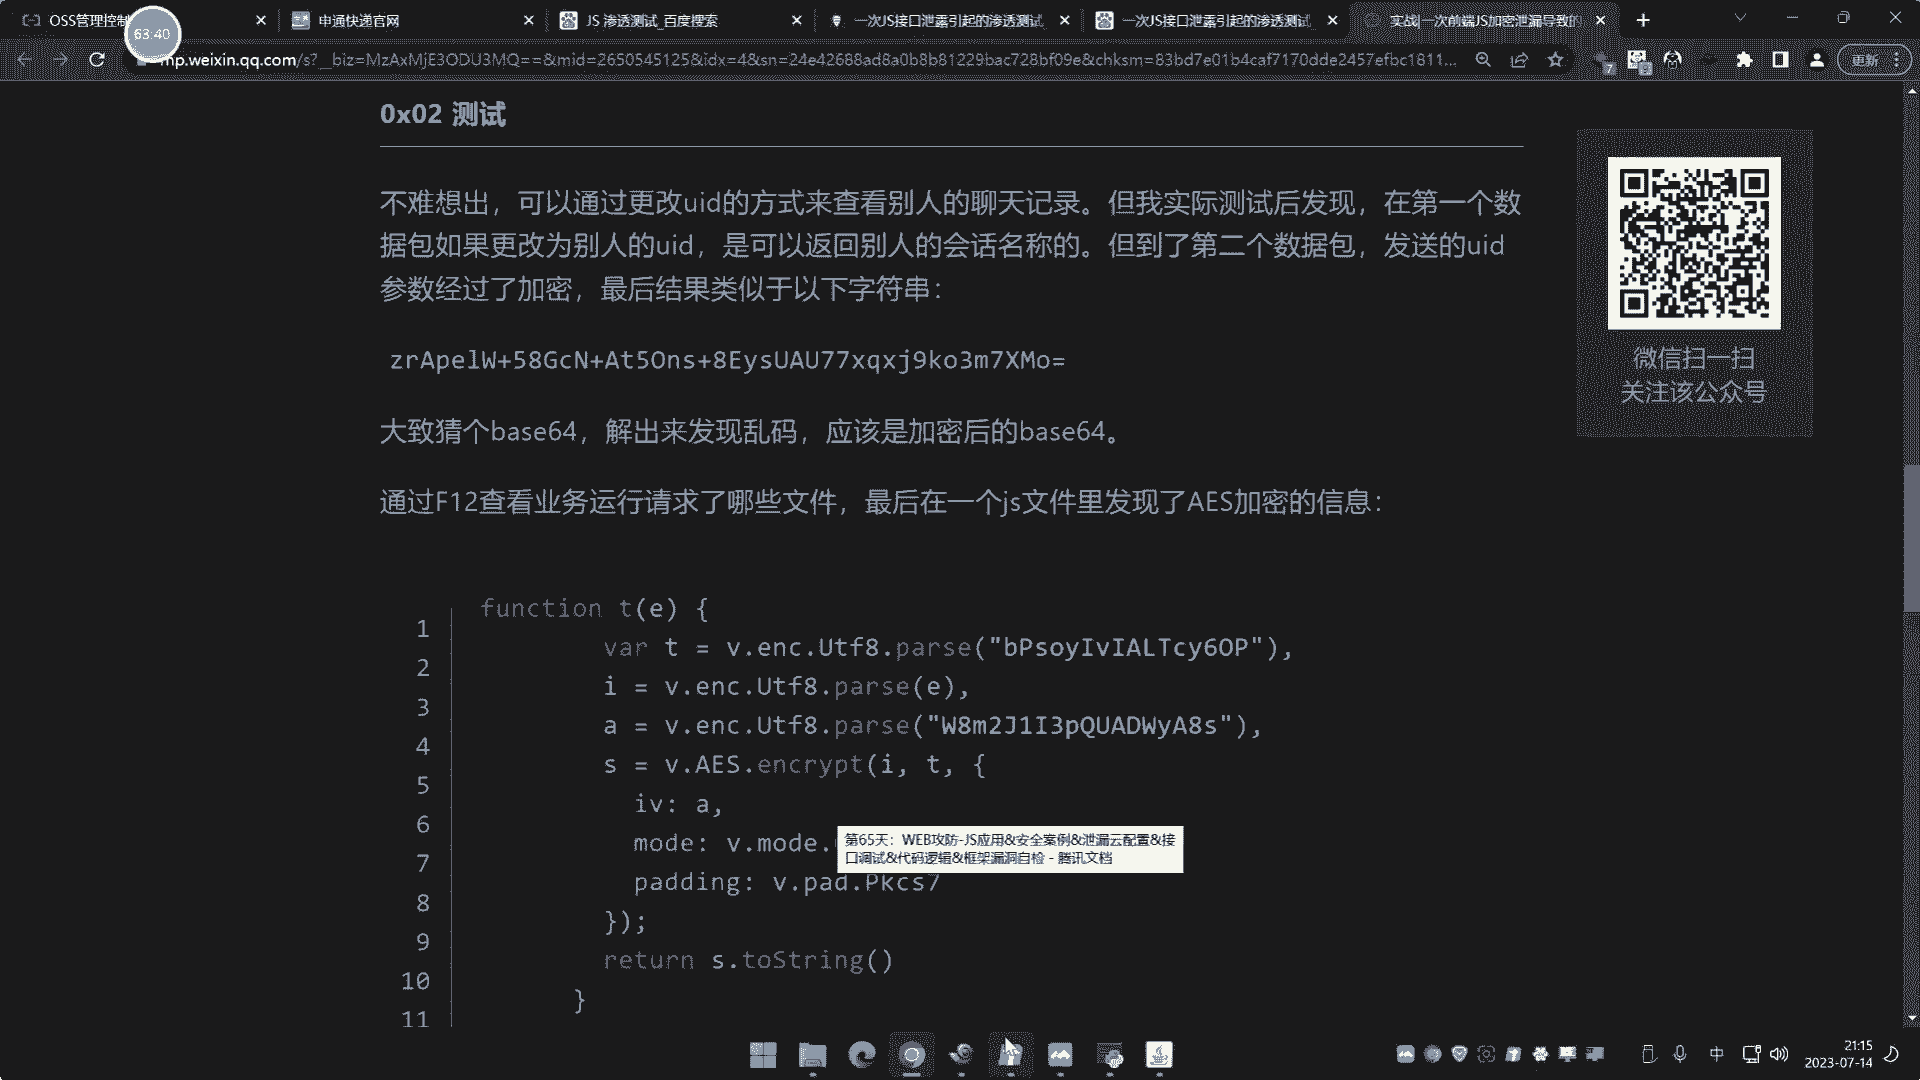 OSS管理控制
63:40
申通快递官网
JS 渗透测试_百度搜索
一次JS接口泄露引起的渗透测试
一次JS接口泄露引起的渗透测试
实战|一次前端JS加密泄漏导致的
mp.weixin.qq.com/s?__biz=MzAxMjE3ODU3MQ==&mid=2650545125&idx=4&sn=24e42688ad8a0b8b81229bac728bf09e&chksm=83bd7e01b4caf7170dde2457efbc1811...
7
更新
0x02 测试
不难想出，可以通过更改uid的方式来查看别人的聊天记录。但我实际测试后发现，在第一个数
据包如果更改为别人的uid，是可以返回别人的会话名称的。但到了第二个数据包，发送的uid
参数经过了加密，最后结果类似于以下字符串：
zrApelW+58GcN+At5Ons+8EysUAU77xqxj9ko3m7XMo=
大致猜个base64，解出来发现乱码，应该是加密后的base64。
通过F12查看业务运行请求了哪些文件，最后在一个js文件里发现了AES加密的信息：
微信扫一扫
关注该公众号
function t(e) {
1
var t = v.enc.Utf8.parse("bPsoyIvIALTcy6OP"),
2
i = v.enc.Utf8.parse(e),
3
a = v.enc.Utf8.parse("W8m2J1I3pQUADWyA8s"),
4
s = v.AES.encrypt(i, t, {
5
iv: a,
6
mode: v.mode.
7
padding: v.pad.Pkcs7
8
});
9
return s.toString()
10
}
11
第65天：WEB攻防-JS应用&安全案例&泄漏云配置&接
口调试&代码逻辑&框架漏洞自检 - 腾讯文档
中
21:15
2023-07-14